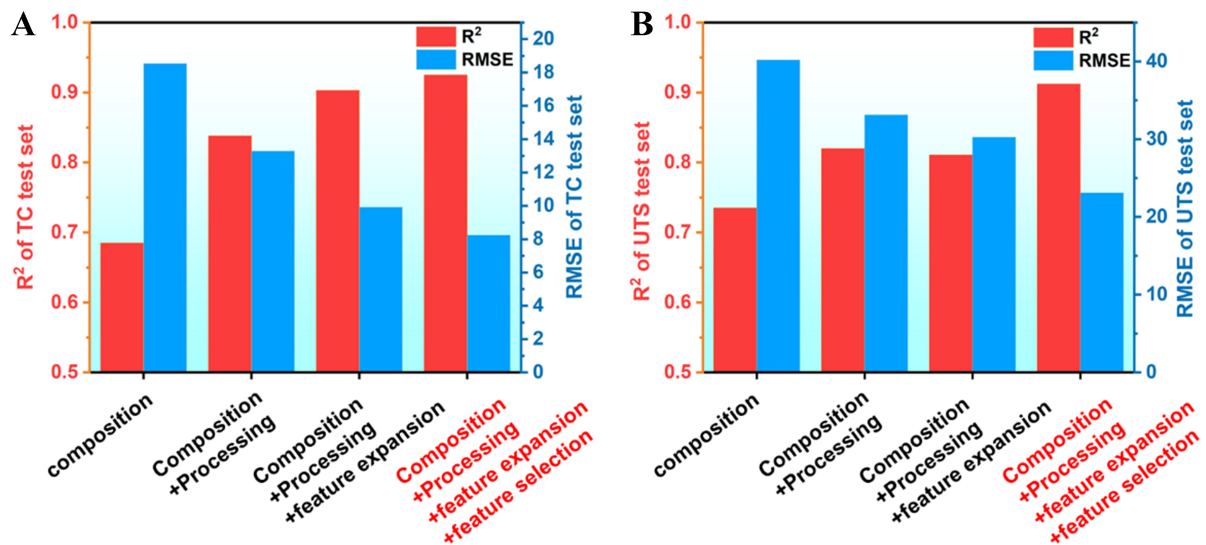 A
R² of TC test set
1.0
0.9
0.8
0.7
0.6
0.5
R²
RMSE
20
18
16
14
12
10
8
6
4
2
0
RMSE of TC test set
composition
Composition
+Processing
Composition
+Processing
+feature expansion
Composition
+Processing
+feature expansion
+feature selection
B
R² of UTS test set
1.0
0.9
0.8
0.7
0.6
0.5
R²
RMSE
40
30
20
10
0
RMSE of UTS test set
composition
Composition
+Processing
Composition
+Processing
+feature expansion
Composition
+Processing
+feature expansion
+feature selection